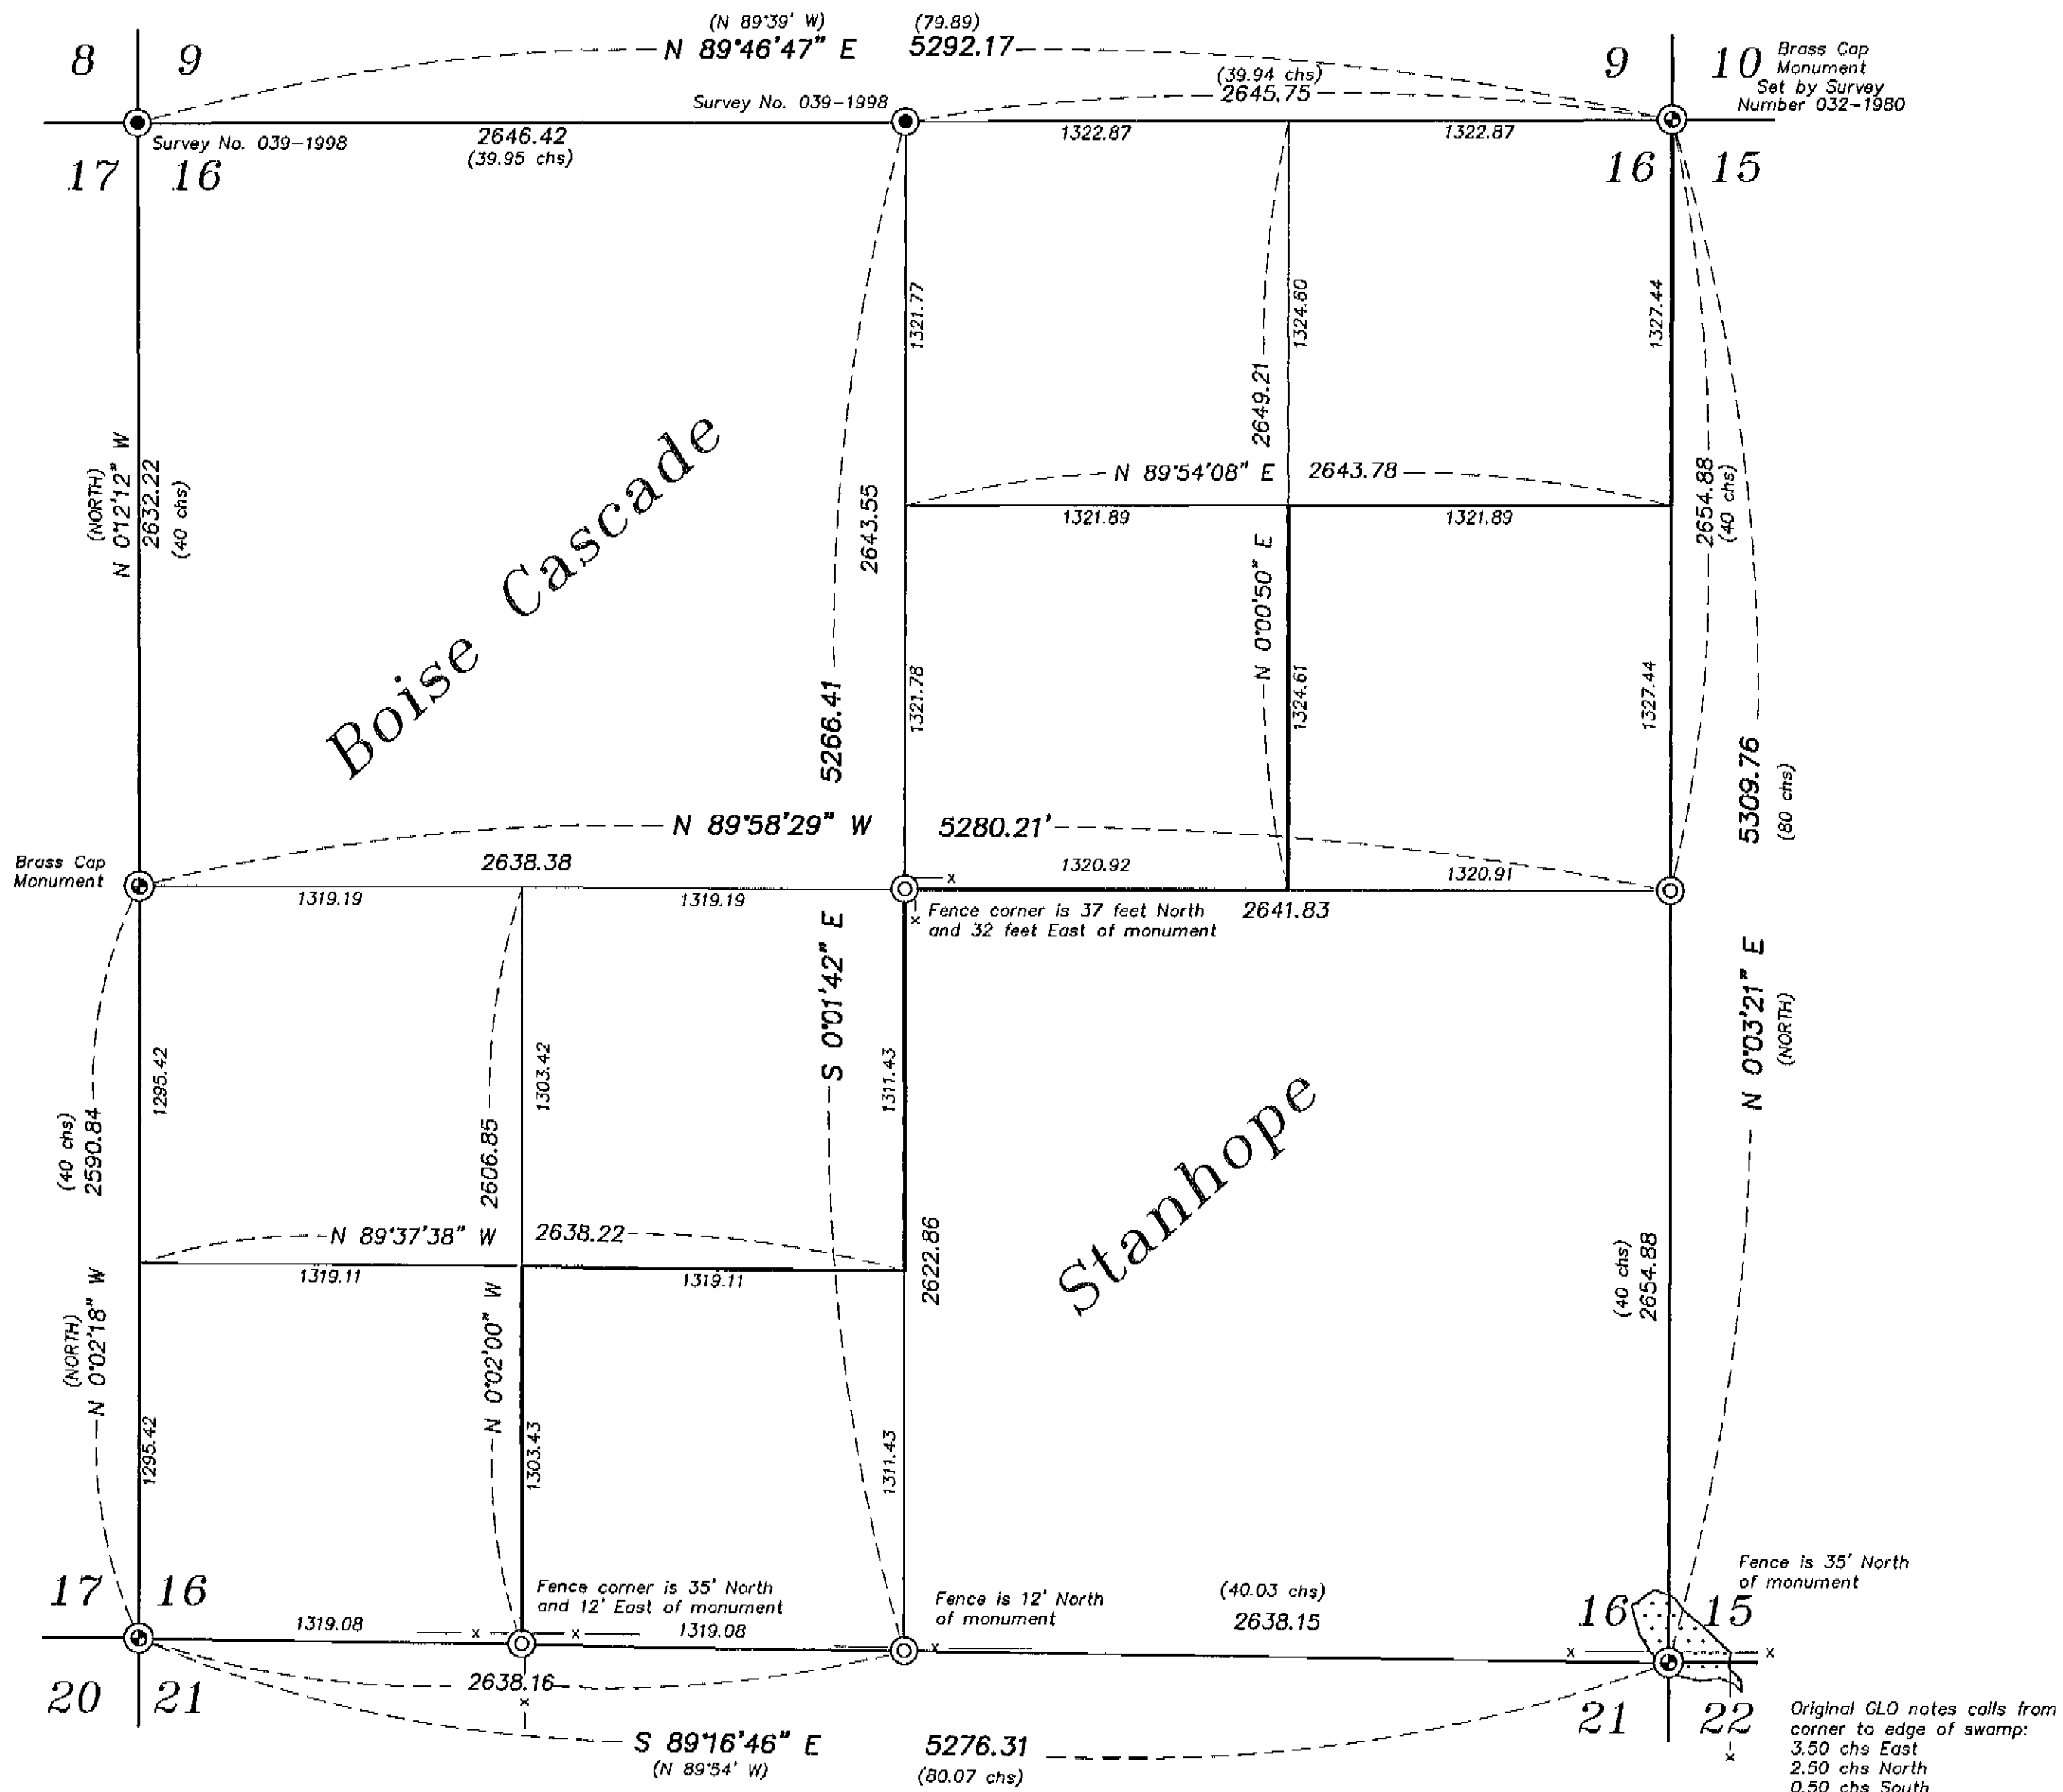 (N 89°39' W) (79.89)
N 89°46'47" E 5292.17
8 9
9 10
Brass Cap
Monument
Set by Survey
Number 032-1980
(39.94 chs)
2645.75
Survey No. 039-1998
Survey No. 039-1998
2646.42
(39.95 chs)
1322.87 1322.87
17 16
16 15
1321.77
1324.60
1327.44
(NORTH)
N 0°12'12" W
2632.22
(40 chs)
Boise Cascade
2643.55
2649.21
N 89°54'08" E 2643.78
1321.89 1321.89
2654.88
(40 chs)
N 0°00'50" E
1321.78
1324.61
1327.44
5266.41
5309.76
(80 chs)
N 89°58'29" W 5280.21'
Brass Cap
Monument
2638.38
1319.19 1319.19
1320.92 1320.91
x
x
Fence corner is 37 feet North
and 32 feet East of monument
2641.83
S 0°01'42" E
N 0°03'21" E
(NORTH)
1295.42
1303.42
1311.43
(40 chs)
2590.84
2606.85
Stanhope
N 89°37'38" W 2638.22
1319.11 1319.11
2622.86
(40 chs)
2654.88
(NORTH)
N 0°02'18" W
N 0°02'00" W
1295.42
1303.43
1311.43
17 16
Fence corner is 35' North
and 12' East of monument
Fence is 12' North
of monument
(40.03 chs)
2638.15
Fence is 35' North
of monument
16 15
1319.08 x x 1319.08 x x x
2638.16
x
20 21
21 22
x
S 89°16'46" E 5276.31
(N 89°54' W) (80.07 chs)
Original GLO notes calls from
corner to edge of swamp:
3.50 chs East
2.50 chs North
0.50 chs South